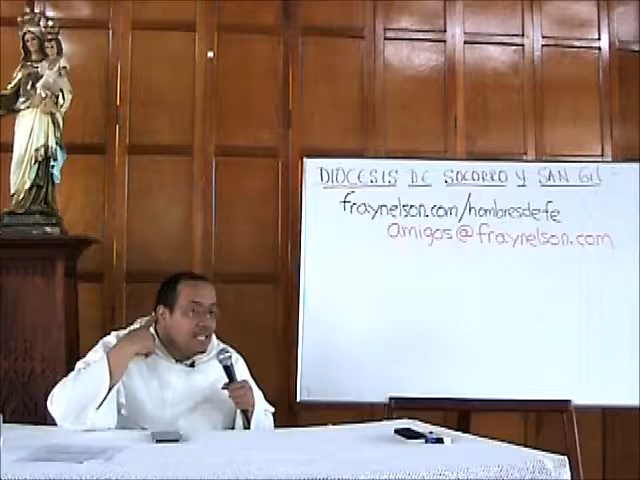 DIOCESIS DE SOCORRO Y SAN GIL
fraynelson.com/hombresdefe
amigos@fraynelson.com